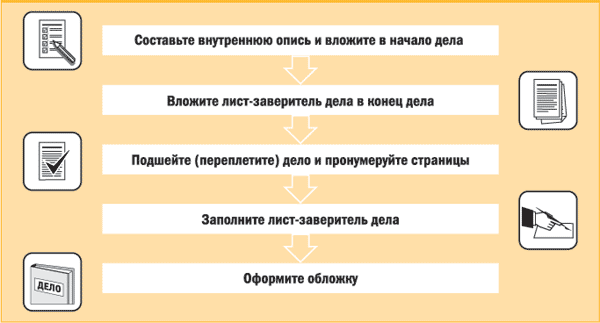 Составьте внутреннюю опись и вложите в начало дела
Вложите лист-заверитель дела в конец дела
Подшейте (переплетите) дело и пронумеруйте страницы
Заполните лист-заверитель дела
ДЕЛО
Оформите обложку